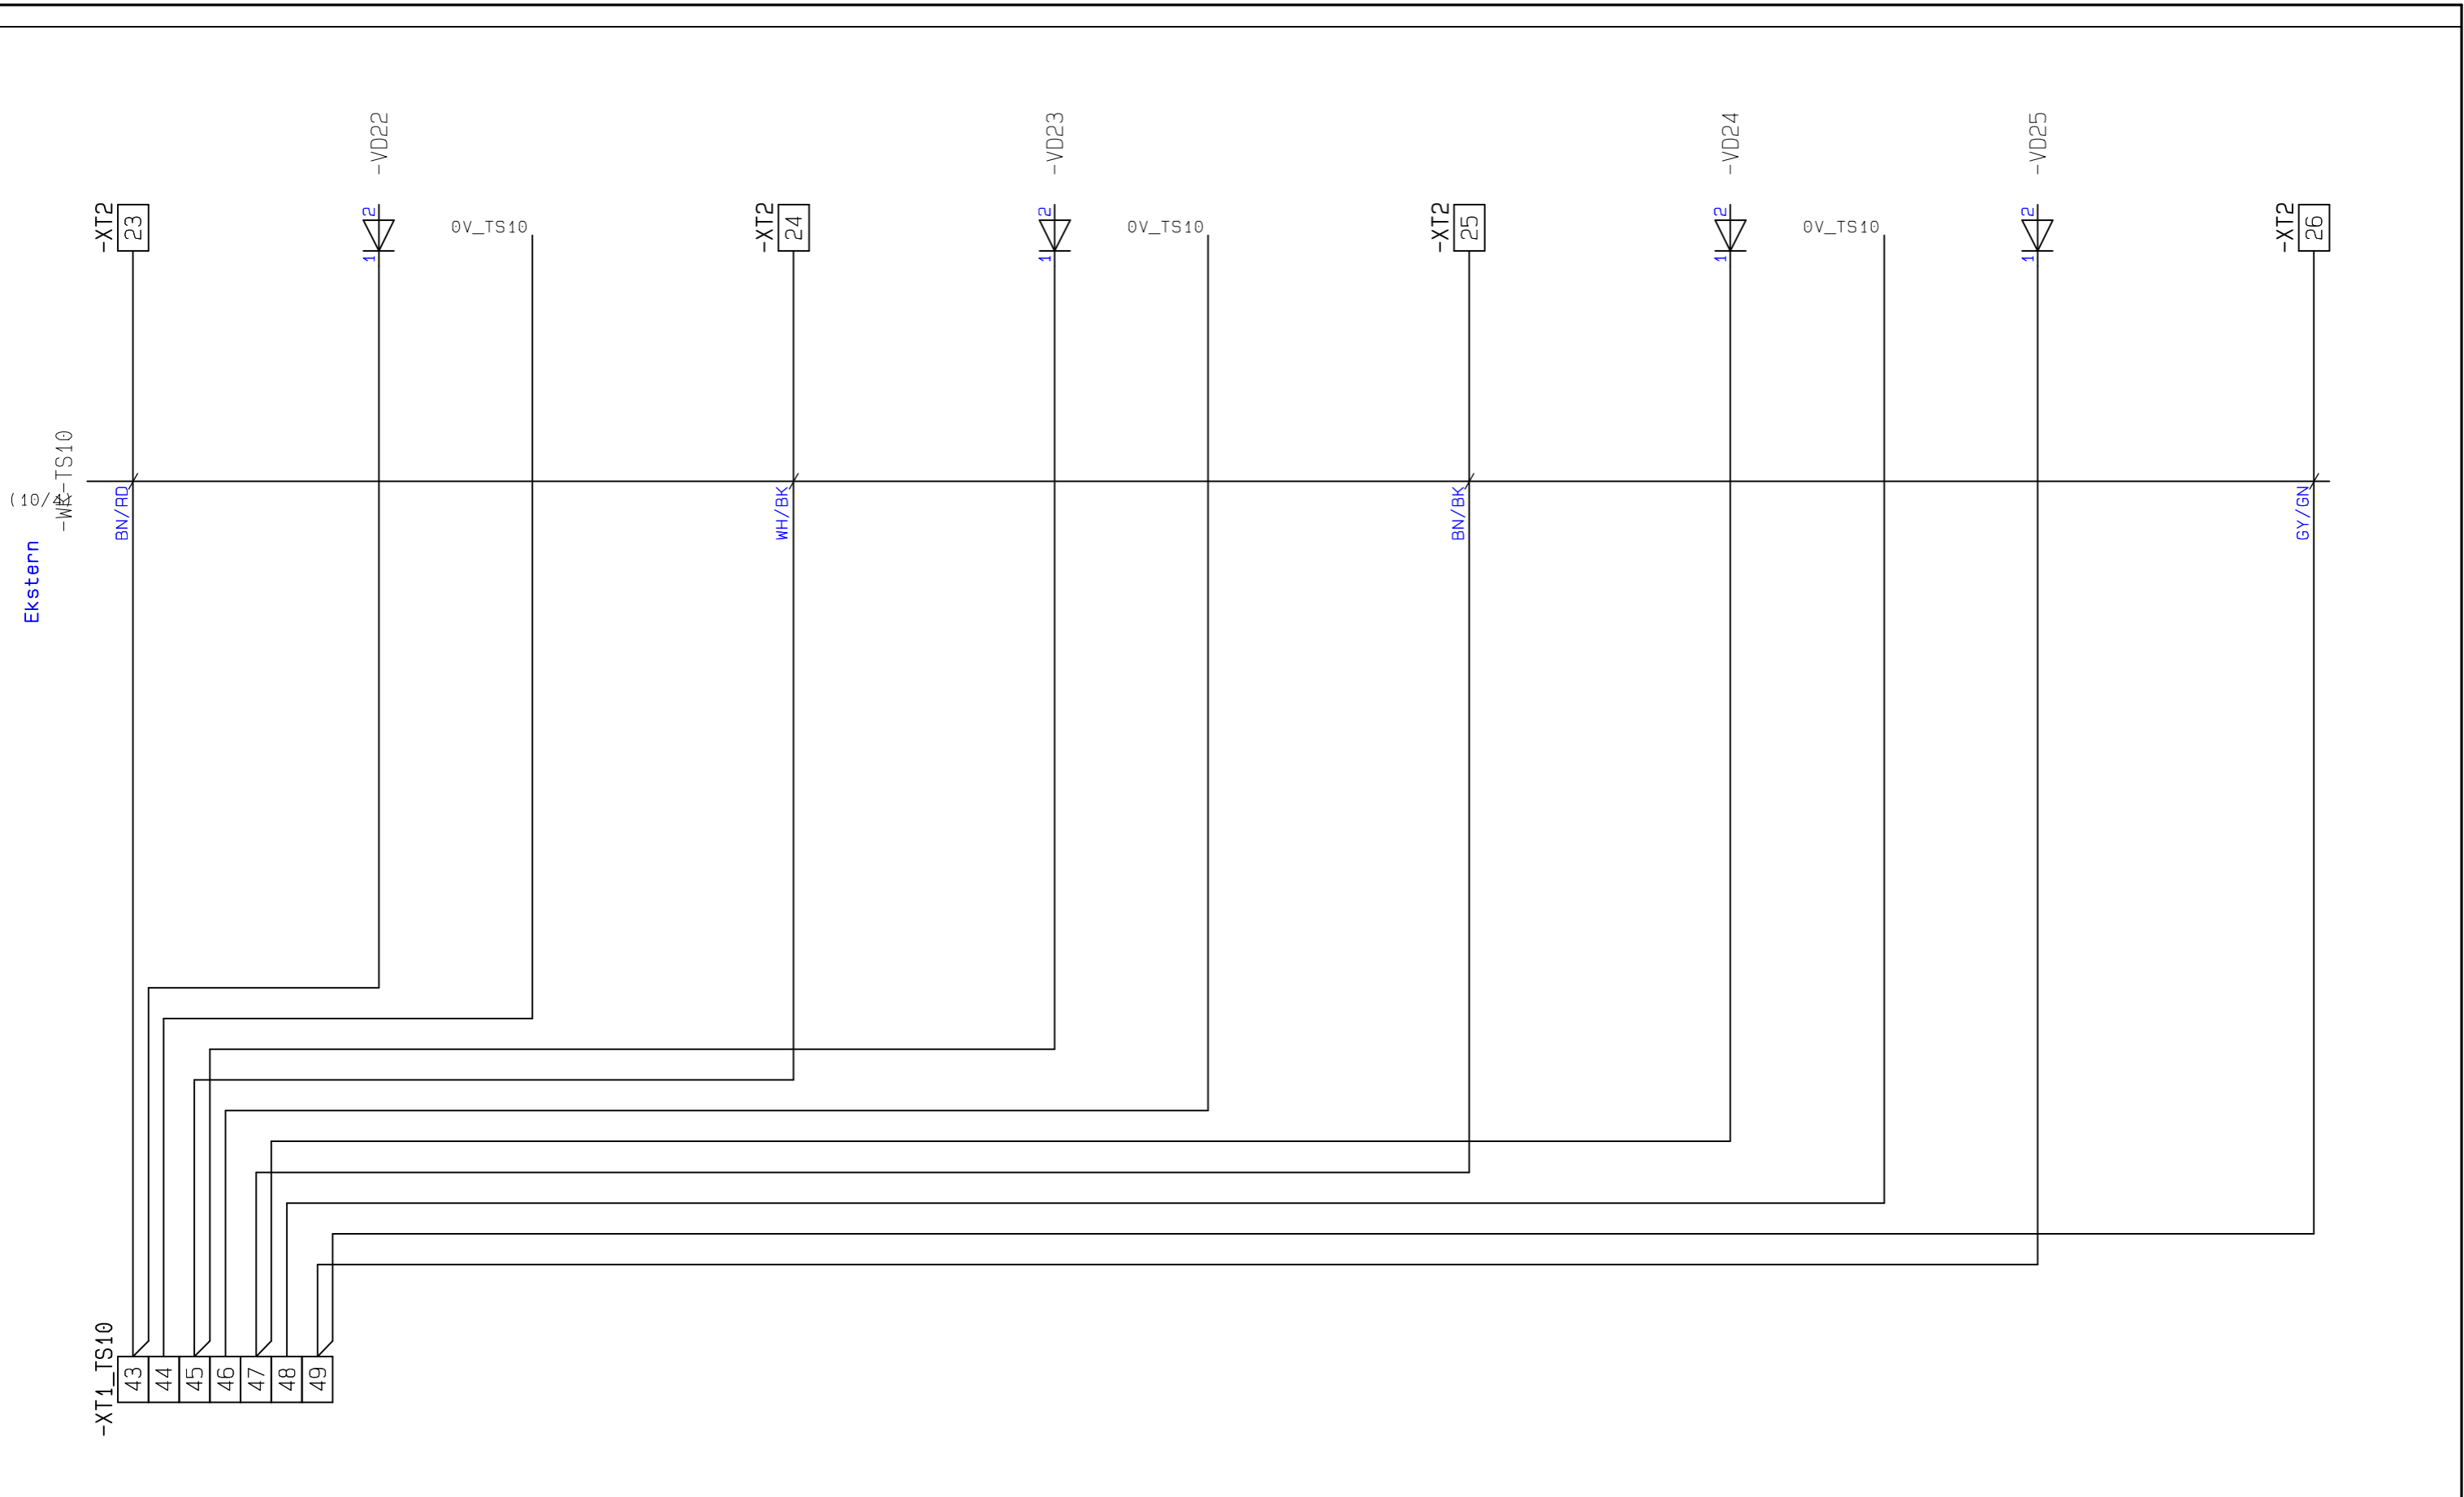 -VD22
-VD23
-VD24
-VD25
-XT2
23
2
1
0V_TS10
-XT2
24
2
1
0V_TS10
-XT2
25
2
1
0V_TS10
2
1
-XT2
26
-WK-TS10
(10/4)
Ekstern
BN/RD
WH/BK
BN/BK
GY/GN
-XT1_TS10
43
44
45
46
47
48
49